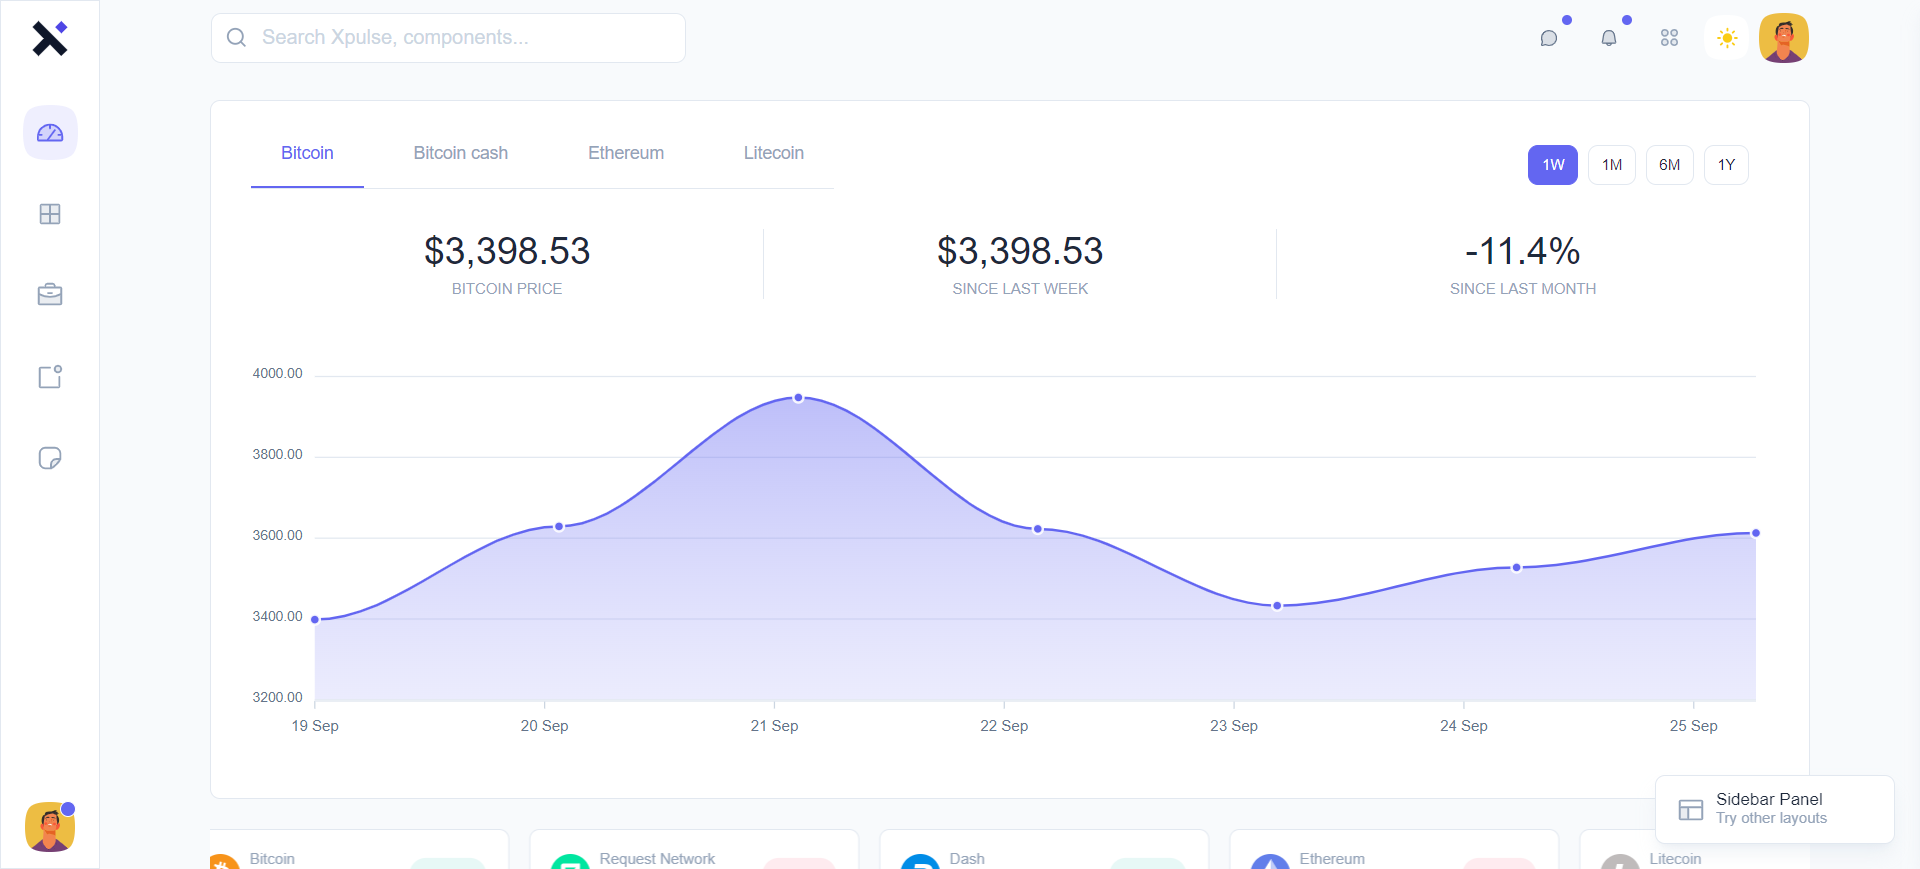 Search Xpulse, components...
Bitcoin
Bitcoin cash
Ethereum
Litecoin
1W
1M
6M
1Y
$3,398.53
BITCOIN PRICE
$3,398.53
SINCE LAST WEEK
-11.4%
SINCE LAST MONTH
4000.00
3800.00
3600.00
3400.00
3200.00
19 Sep
20 Sep
21 Sep
22 Sep
23 Sep
24 Sep
25 Sep
Sidebar Panel
Try other layouts
Bitcoin
Request Network
Dash
Ethereum
Litecoin